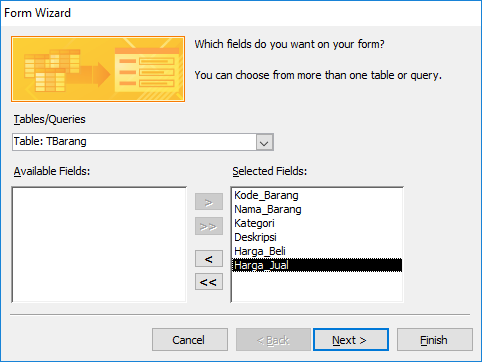 Form Wizard
Which fields do you want on your form?
You can choose from more than one table or query.
Tables/Queries
Table: TBarang
Available Fields:
Selected Fields:
Kode_Barang
Nama_Barang
Kategori
Deskripsi
Harga_Beli
Harga_Jual
>
>>
<
<<
Cancel
< Back
Next >
Finish